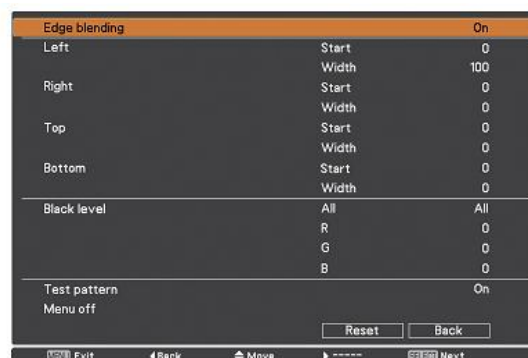 Edge blending On
Left Start 0
Width 100
Right Start 0
Width 0
Top Start 0
Width 0
Bottom Start 0
Width 0
Black level All All
R 0
G 0
B 0
Test pattern On
Menu off
Reset Back
MENU Exit Back Move ----- SELECT Next